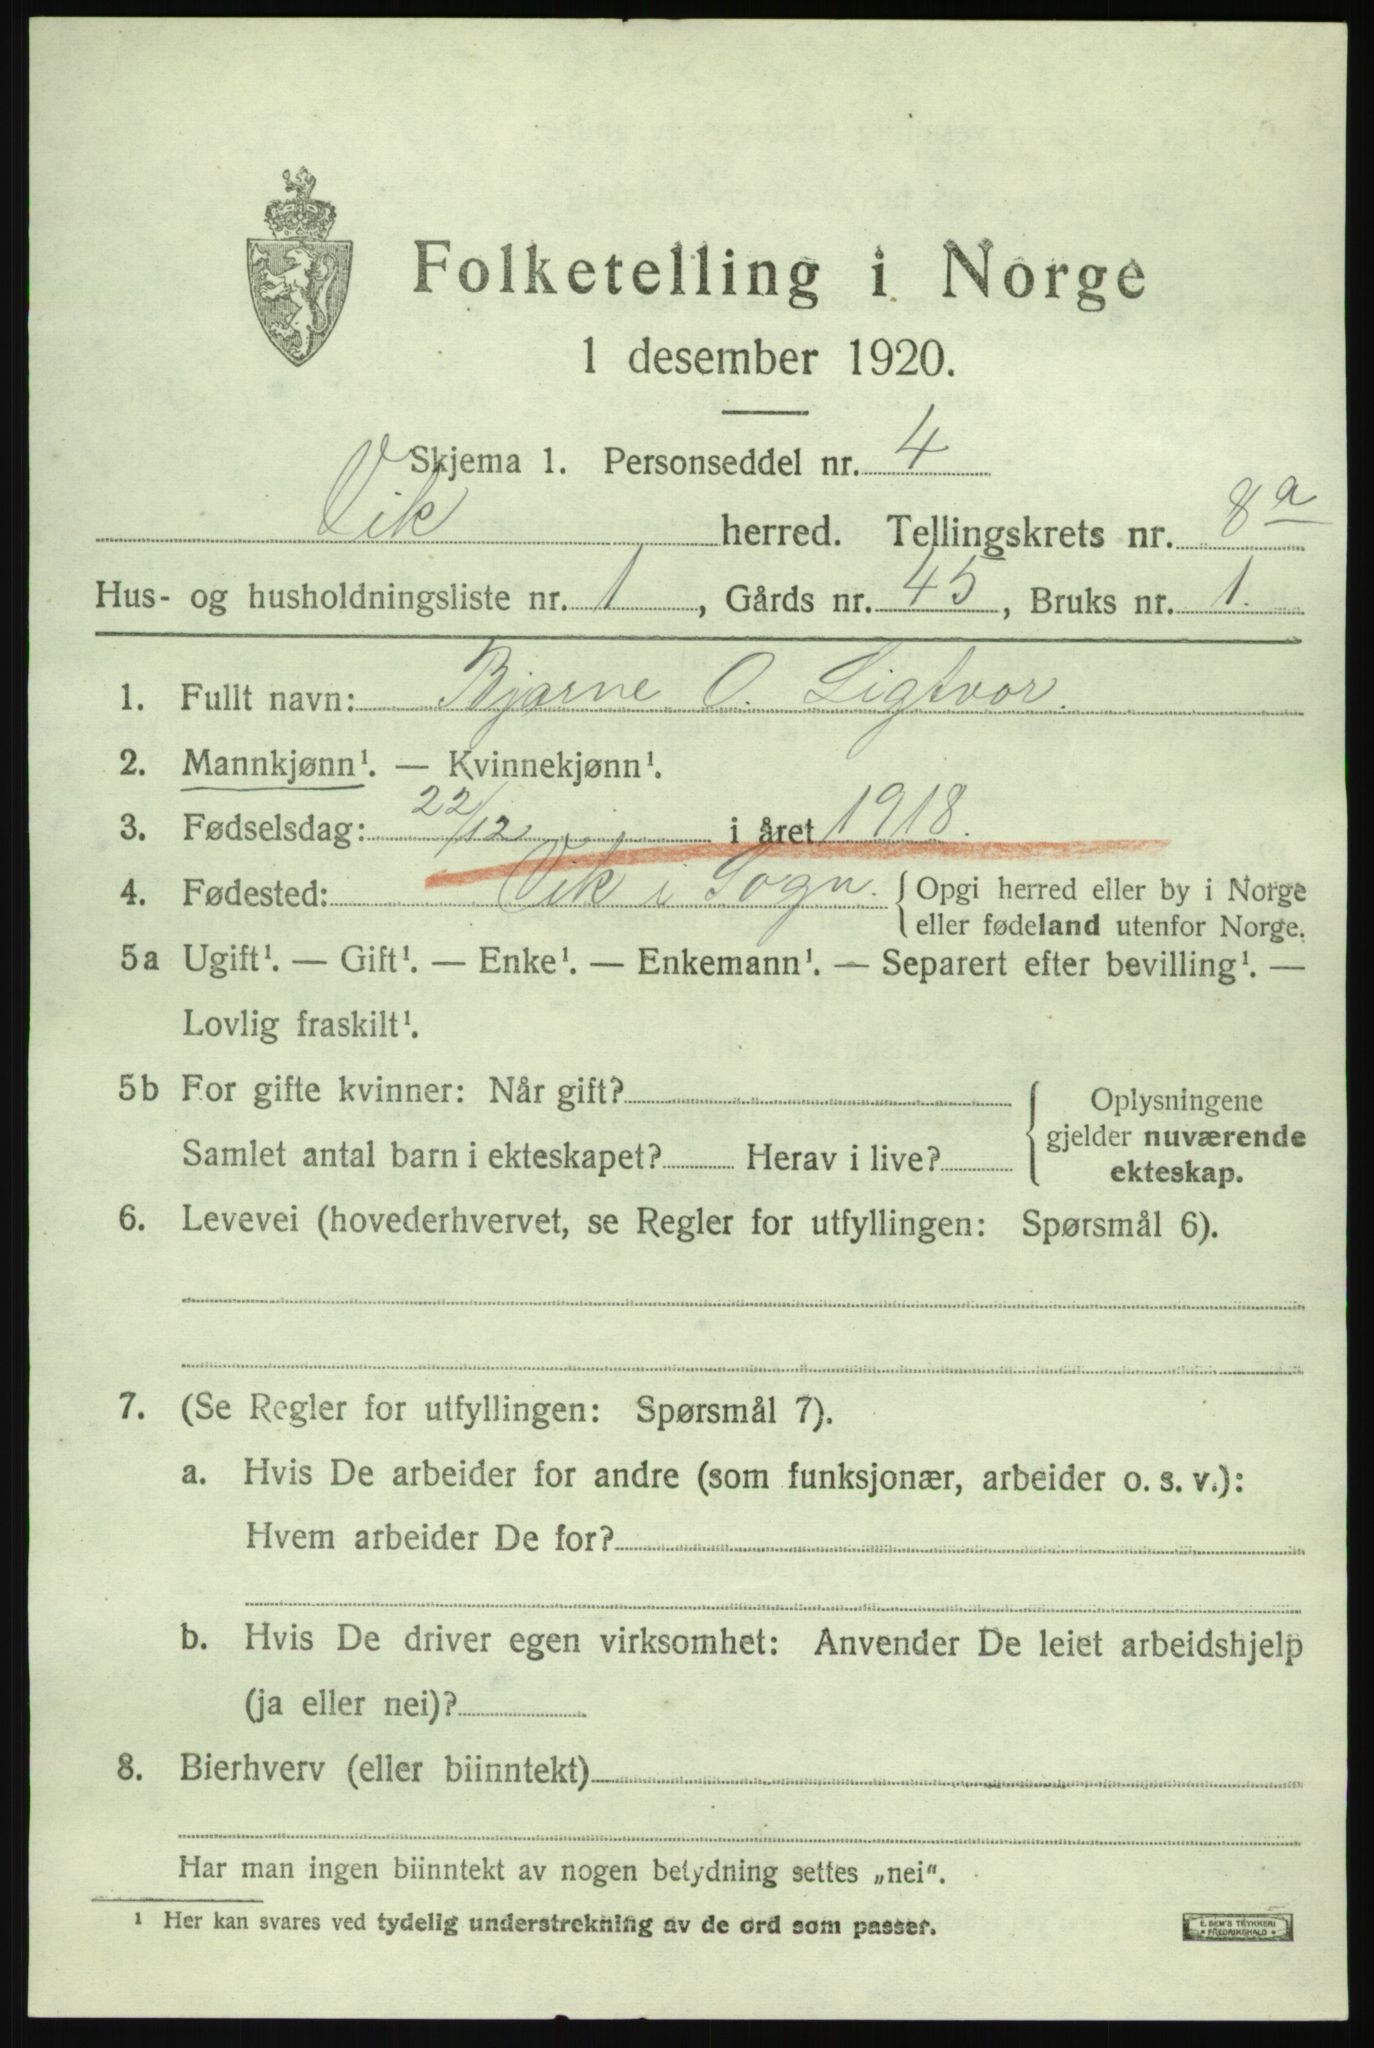 Folketelling i Norge
1 desember 1920.
Skjema 1. Personseddel nr. 4
Vik herred. Tellingskrets nr. 8a
Hus- og husholdningsliste nr. 1, Gårds nr. 45, Bruks nr. 1.
1. Fullt navn: Bjarne O. Ligtvor.
2. Mannkjønn¹. — Kvinnekjønn¹.
3. Fødselsdag: 22/12 i året 1918.
4. Fødested: Vik i Sogn. { Opgi herred eller by i Norge
eller fødeland utenfor Norge.
5a Ugift¹. — Gift¹. — Enke¹. — Enkemann¹. — Separert efter bevilling¹. —
Lovlig fraskilt¹.
5b For gifte kvinner: Når gift? { Oplysningene
gjelder nuværende
Samlet antal barn i ekteskapet? Herav i live?
ekteskap.
6. Levevei (hovederhvervet, se Regler for utfyllingen: Spørsmål 6).
7. (Se Regler for utfyllingen: Spørsmål 7).
a. Hvis De arbeider for andre (som funksjonær, arbeider o. s. v.):
Hvem arbeider De for?
b. Hvis De driver egen virksomhet: Anvender De leiet arbeidshjelp
(ja eller nei)?
8. Bierhverv (eller biinntekt)
Har man ingen biinntekt av nogen betydning settes „nei“.
¹ Her kan svares ved tydelig understrekning av de ord som passer.
E. SEM'S TRYKKERI
FREDRIKSHALD